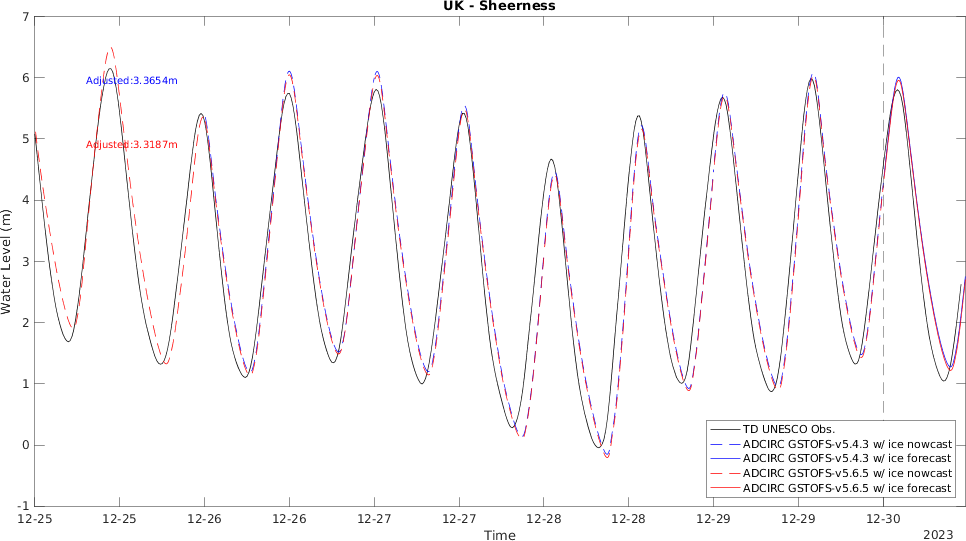 UK - Sheerness
7
6
5
4
3
2
1
0
-1
Water Level (m)
Adjusted:3.3654m
Adjusted:3.3187m
TD UNESCO Obs.
ADCIRC GSTOFS-v5.4.3 w/ ice nowcast
ADCIRC GSTOFS-v5.4.3 w/ ice forecast
ADCIRC GSTOFS-v5.6.5 w/ ice nowcast
ADCIRC GSTOFS-v5.6.5 w/ ice forecast
12-25 12-25 12-26 12-26 12-27 12-27 12-28 12-28 12-29 12-29 12-30
Time
2023